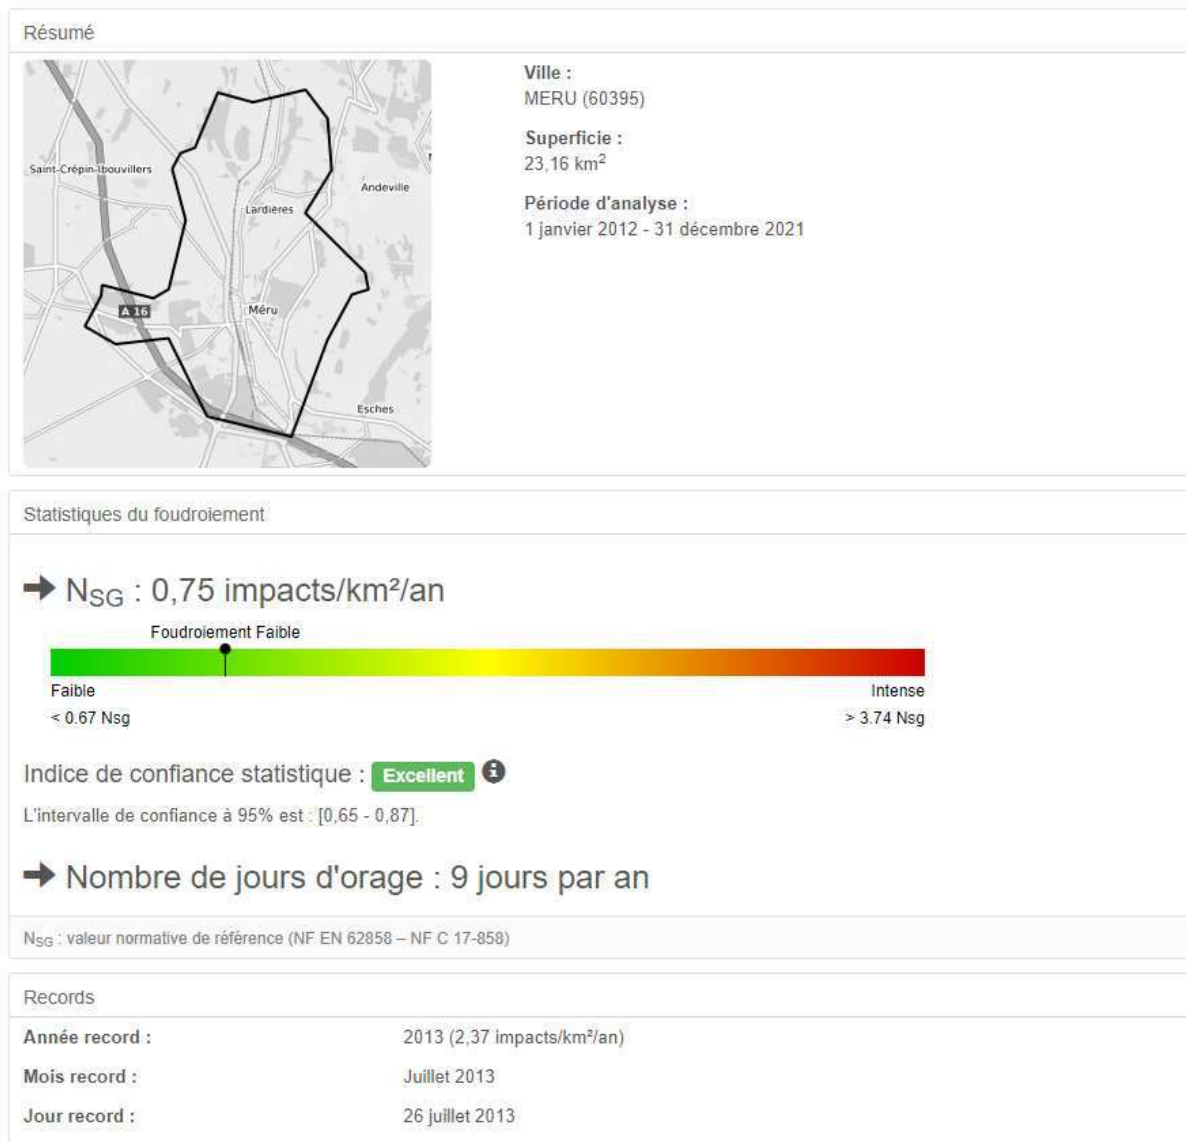 Résumé
Saint-Crépin-Ibouvillers
Andeville
Lardières
A 16
Méru
Esches
Ville :
MERU (60395)
Superficie :
23,16 km²
Période d'analyse :
1 janvier 2012 - 31 décembre 2021
Statistiques du foudroiement
N_SG : 0,75 impacts/km²/an
Foudroiement Faible
Faible Intense
< 0.67 Nsg > 3.74 Nsg
Indice de confiance statistique : Excellent
L'intervalle de confiance à 95% est : [0,65 - 0,87].
Nombre de jours d'orage : 9 jours par an
N_SG : valeur normative de référence (NF EN 62858 – NF C 17-858)
Records
Année record : 2013 (2,37 impacts/km²/an)
Mois record : Juillet 2013
Jour record : 26 juillet 2013